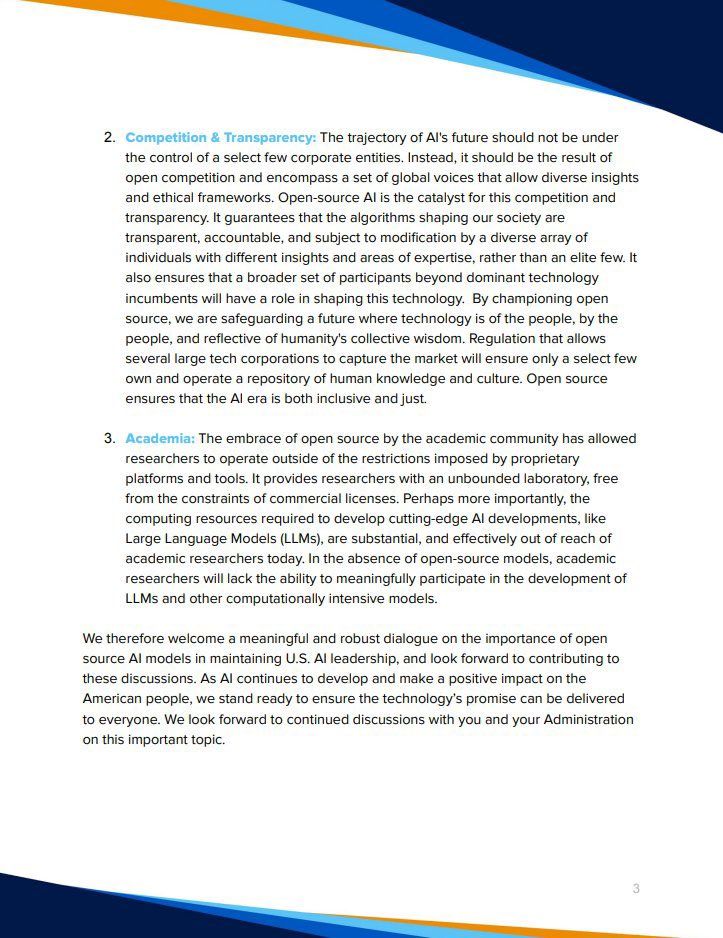 2. Competition & Transparency: The trajectory of AI's future should not be under
the control of a select few corporate entities. Instead, it should be the result of
open competition and encompass a set of global voices that allow diverse insights
and ethical frameworks. Open-source AI is the catalyst for this competition and
transparency. It guarantees that the algorithms shaping our society are
transparent, accountable, and subject to modification by a diverse array of
individuals with different insights and areas of expertise, rather than an elite few. It
also ensures that a broader set of participants beyond dominant technology
incumbents will have a role in shaping this technology.  By championing open
source, we are safeguarding a future where technology is of the people, by the
people, and reflective of humanity's collective wisdom. Regulation that allows
several large tech corporations to capture the market will ensure only a select few
own and operate a repository of human knowledge and culture. Open source
ensures that the AI era is both inclusive and just.
3. Academia: The embrace of open source by the academic community has allowed
researchers to operate outside of the restrictions imposed by proprietary
platforms and tools. It provides researchers with an unbounded laboratory, free
from the constraints of commercial licenses. Perhaps more importantly, the
computing resources required to develop cutting-edge AI developments, like
Large Language Models (LLMs), are substantial, and effectively out of reach of
academic researchers today. In the absence of open-source models, academic
researchers will lack the ability to meaningfully participate in the development of
LLMs and other computationally intensive models.
We therefore welcome a meaningful and robust dialogue on the importance of open
source AI models in maintaining U.S. AI leadership, and look forward to contributing to
these discussions. As AI continues to develop and make a positive impact on the
American people, we stand ready to ensure the technology's promise can be delivered
to everyone. We look forward to continued discussions with you and your Administration
on this important topic.
3